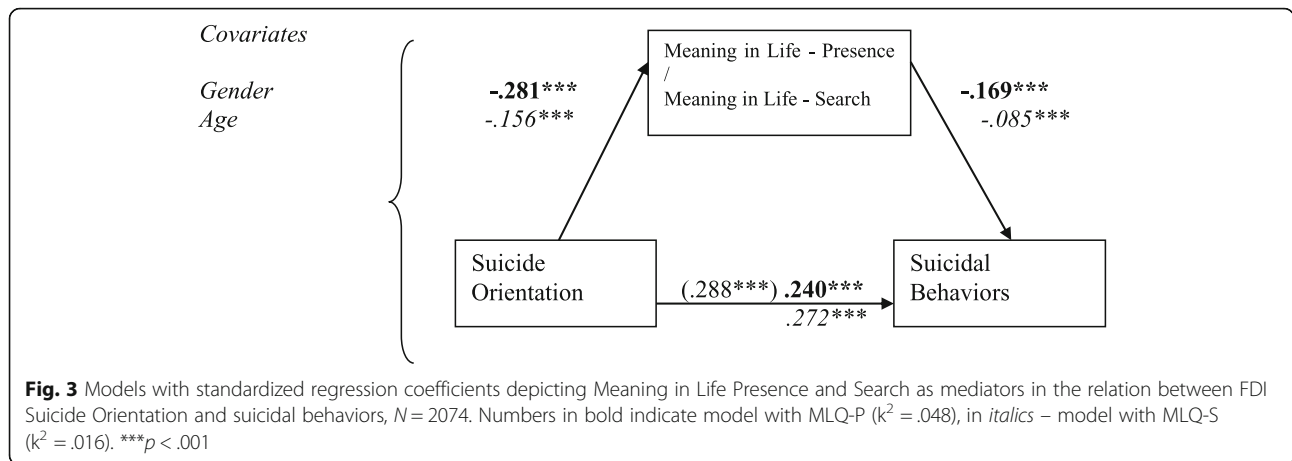 Covariates
Gender
Age
Meaning in Life - Presence
/
Meaning in Life - Search
-.281***
-.156***
-.169***
-.085***
Suicide
Orientation
(.288***) .240***
.272***
Suicidal
Behaviors
Fig. 3 Models with standardized regression coefficients depicting Meaning in Life Presence and Search as mediators in the relation between FDI
Suicide Orientation and suicidal behaviors, N = 2074. Numbers in bold indicate model with MLQ-P (k² = .048), in italics – model with MLQ-S
(k² = .016). ***p < .001